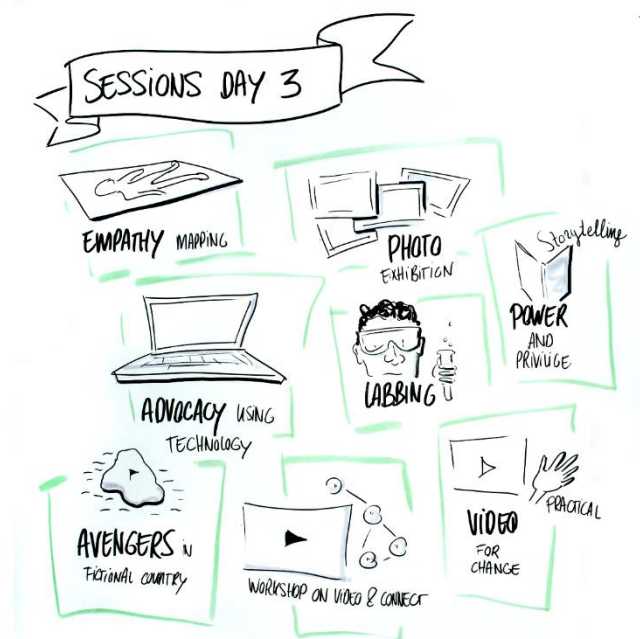 SESSIONS DAY 3
EMPATHY MAPPING
PHOTO
EXHIBITION
Storytelling
POWER
AND
PRIVILIGE
ADVOCACY USING
TECHNOLOGY
LABBING
AVENGERS IN
FICTIONAL COUNTRY
WORKSHOP ON VIDEO & CONNECT
VIDEO
FOR
CHANGE
PRACTICAL